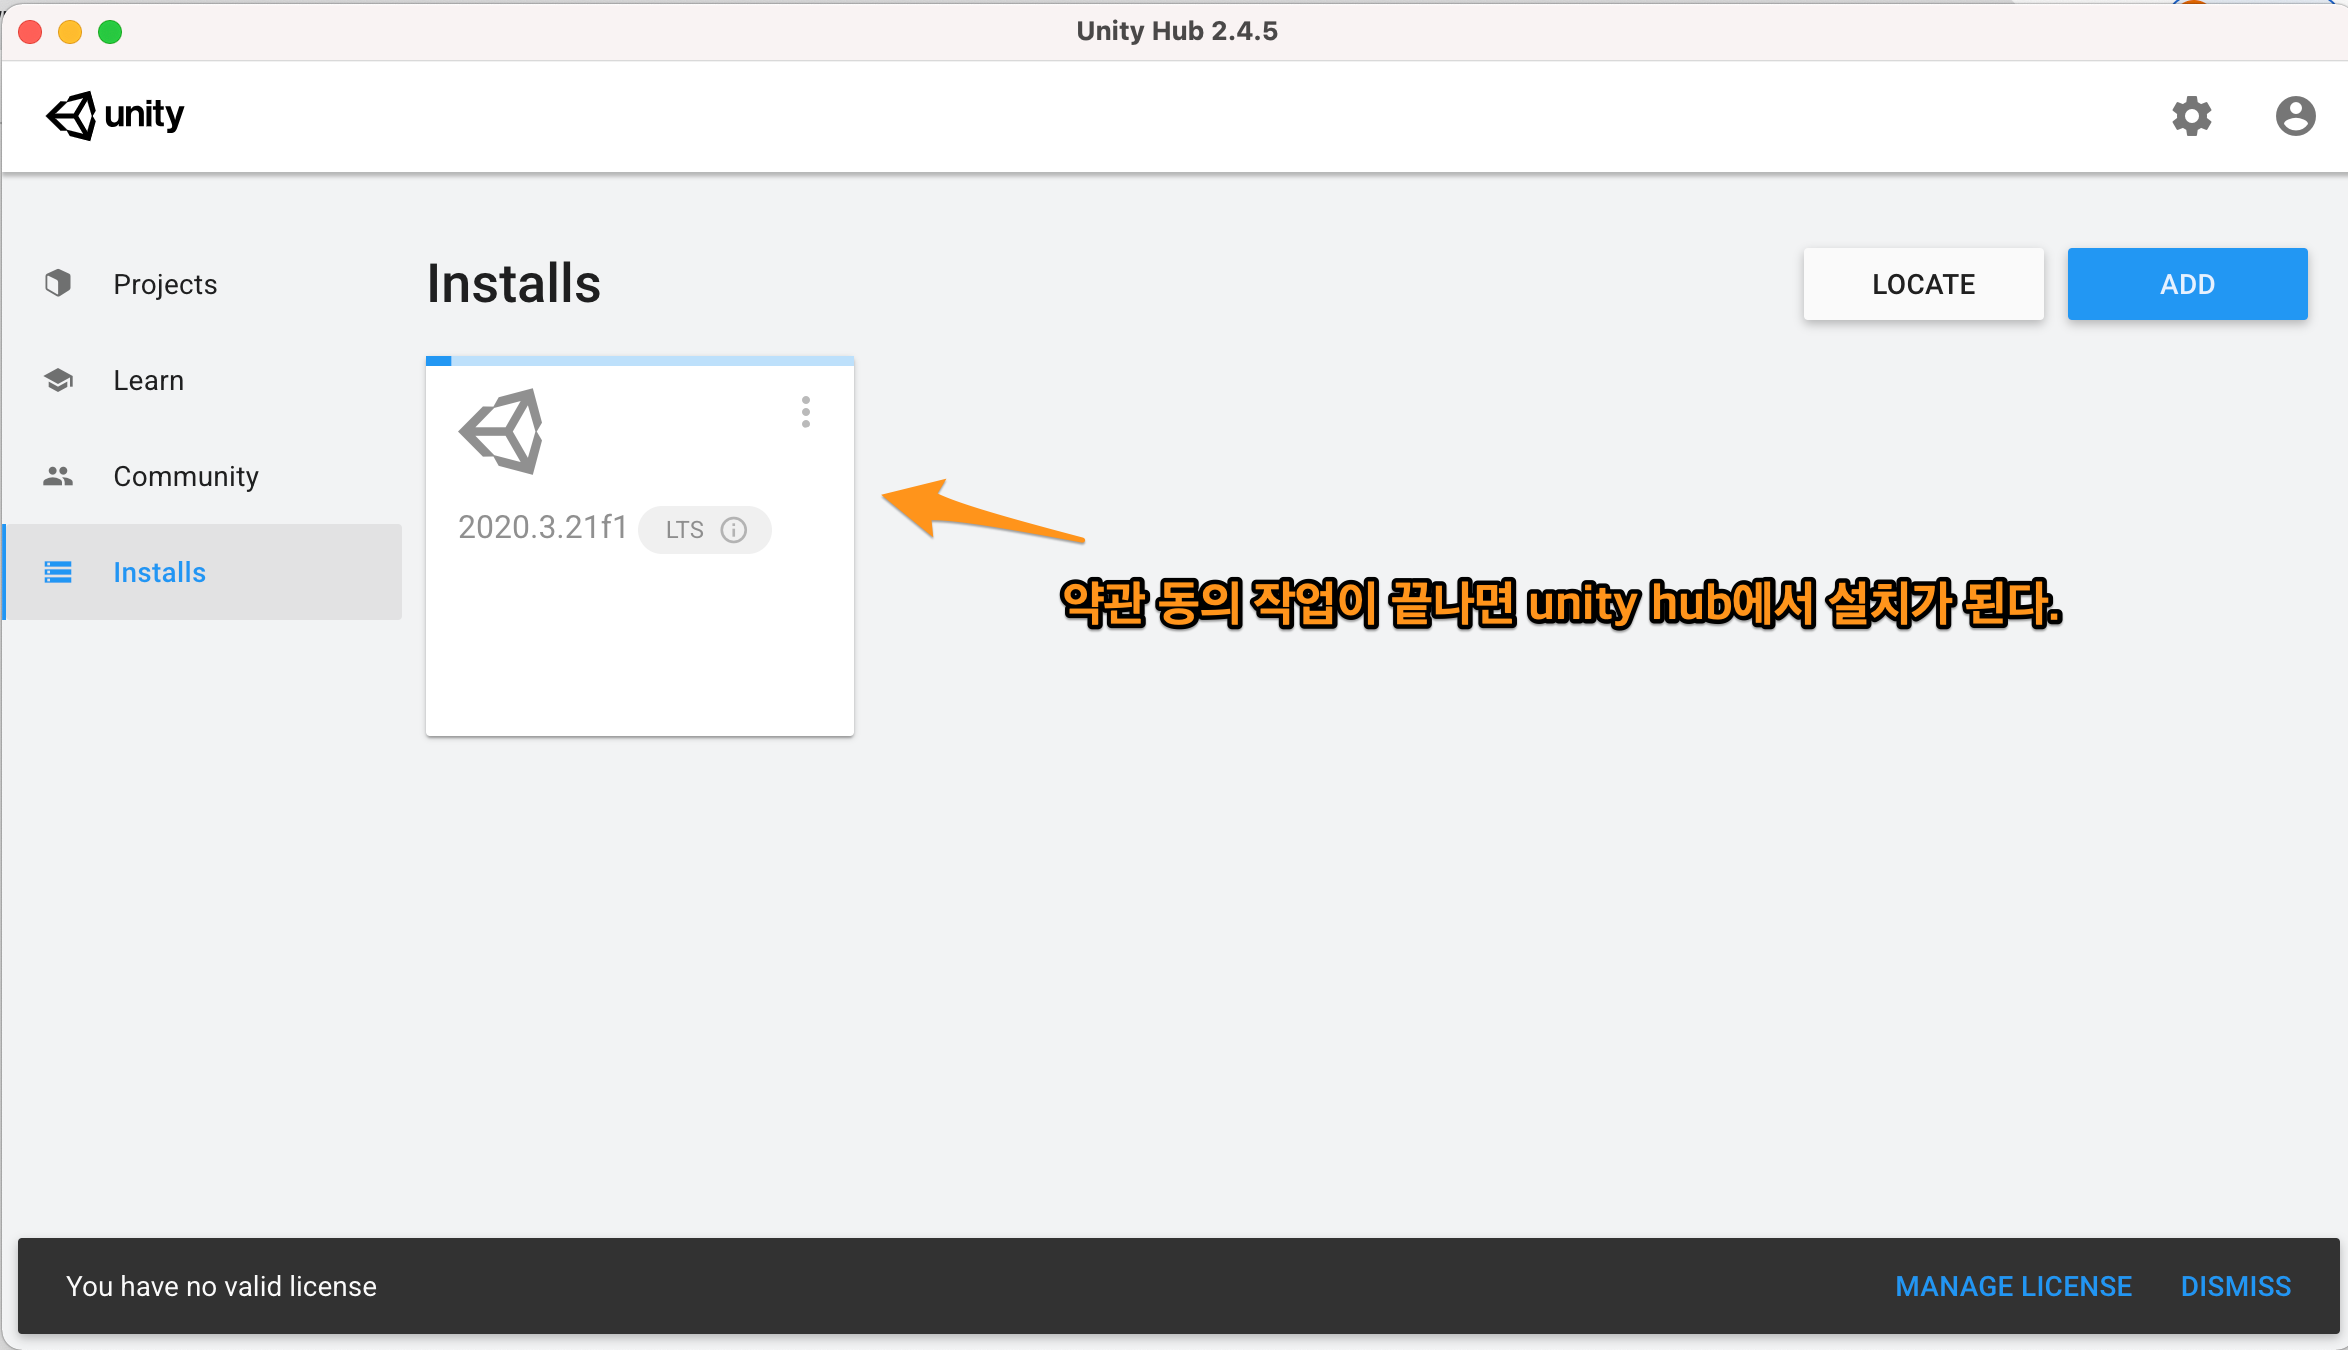 Unity Hub 2.4.5
unity
Projects
Learn
Community
Installs
Installs
LOCATE
ADD
2020.3.21f1 LTS
약관 동의 작업이 끝나면 unity hub에서 설치가 된다.
You have no valid license
MANAGE LICENSE
DISMISS